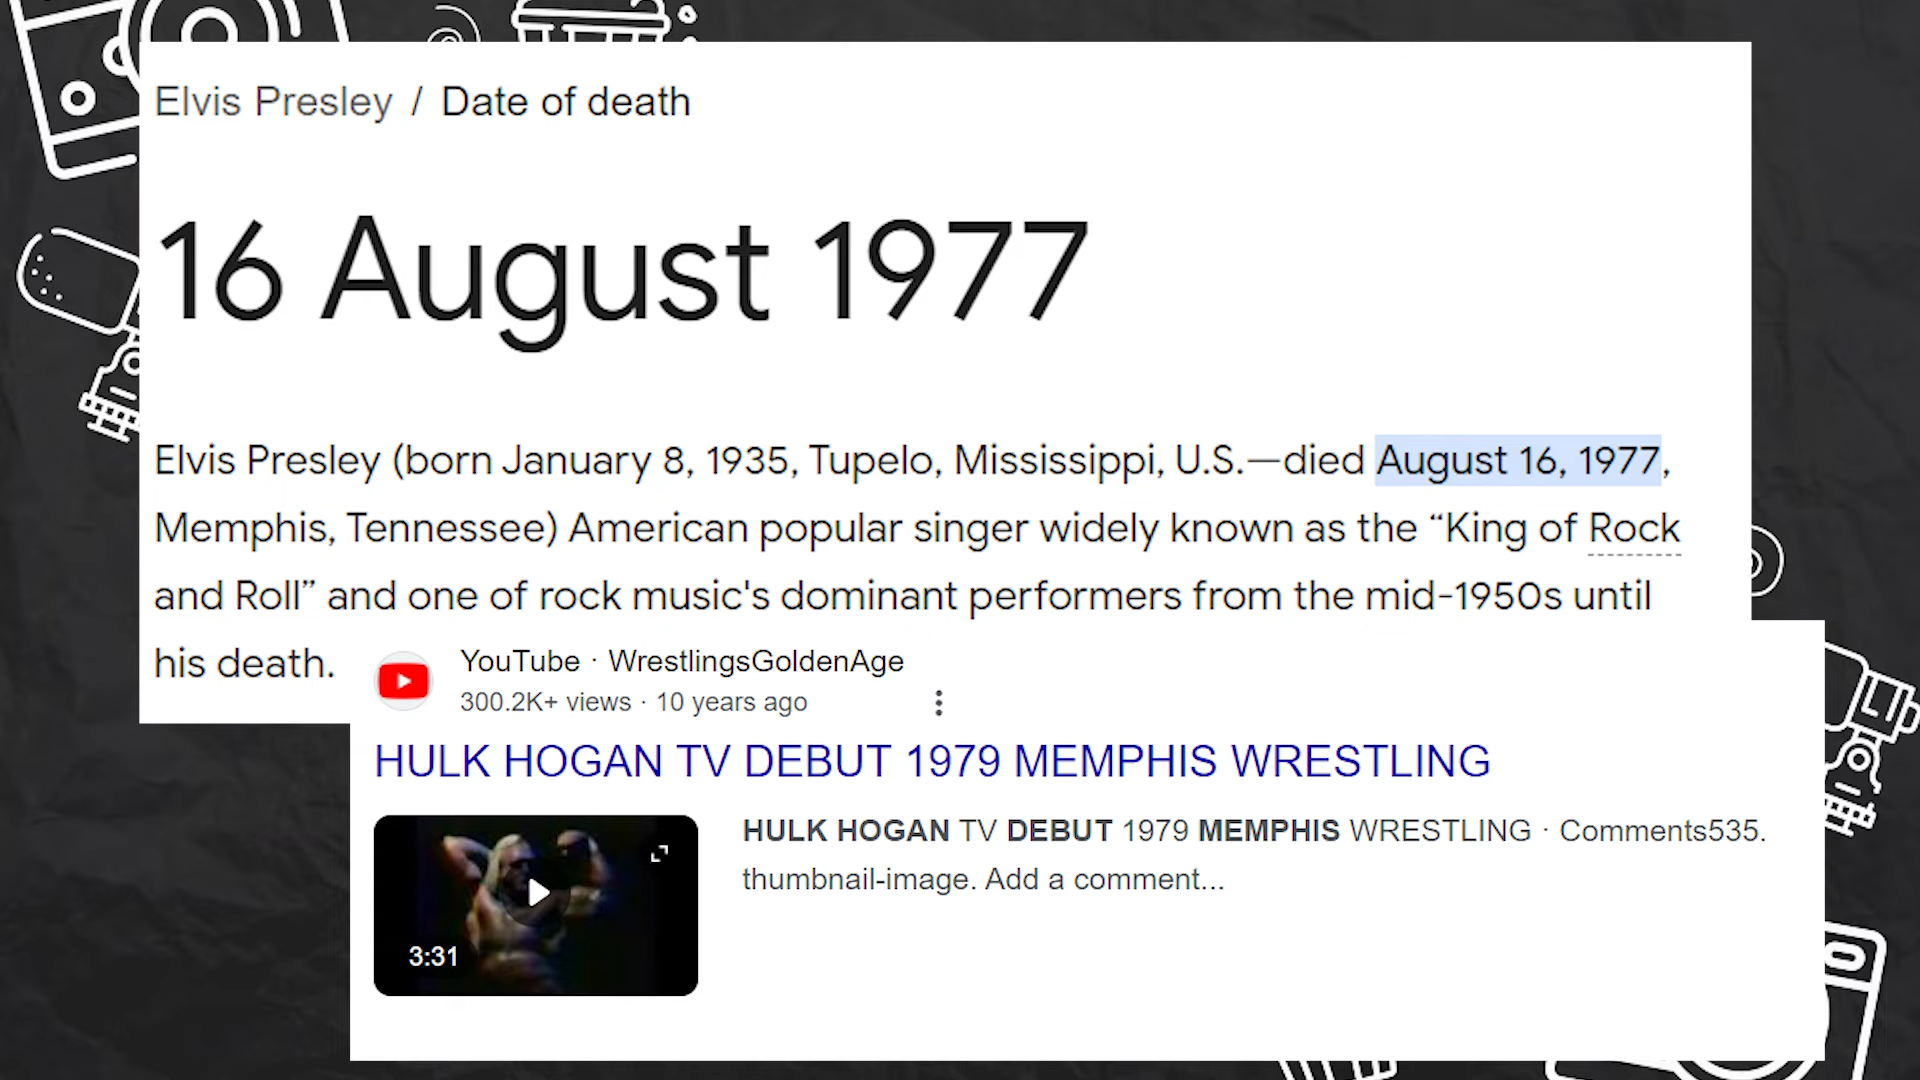 Elvis Presley / Date of death
16 August 1977
Elvis Presley (born January 8, 1935, Tupelo, Mississippi, U.S.—died August 16, 1977,
Memphis, Tennessee) American popular singer widely known as the “King of Rock
and Roll” and one of rock music's dominant performers from the mid-1950s until
his death.
YouTube · WrestlingsGoldenAge
300.2K+ views · 10 years ago
HULK HOGAN TV DEBUT 1979 MEMPHIS WRESTLING
HULK HOGAN TV DEBUT 1979 MEMPHIS WRESTLING · Comments535.
thumbnail-image. Add a comment...
3:31